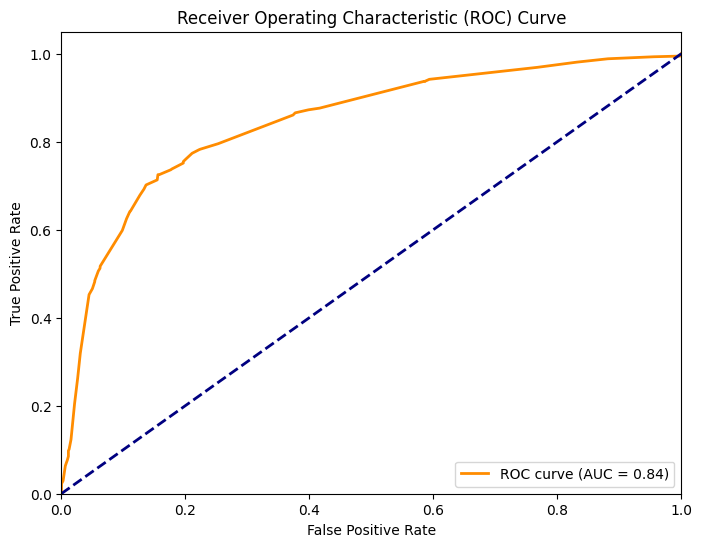 Receiver Operating Characteristic (ROC) Curve
1.0
0.8
0.6
0.4
0.2
0.0
True Positive Rate
ROC curve (AUC = 0.84)
0.0 0.2 0.4 0.6 0.8 1.0
False Positive Rate